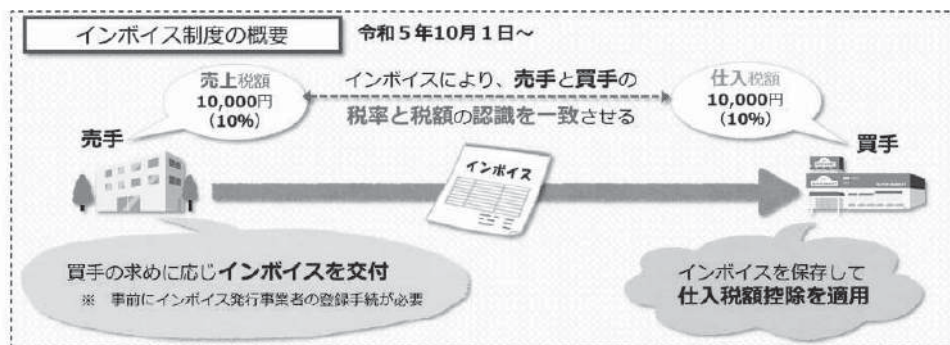 インボイス制度の概要
令和5年10月1日～
売上税額
10,000円
(10%)
インボイスにより、売手と買手の
税率と税額の認識を一致させる
仕入税額
10,000円
(10%)
売手
買手
インボイス
買手の求めに応じインボイスを交付
※ 事前にインボイス発行事業者の登録手続が必要
インボイスを保存して
仕入税額控除を適用